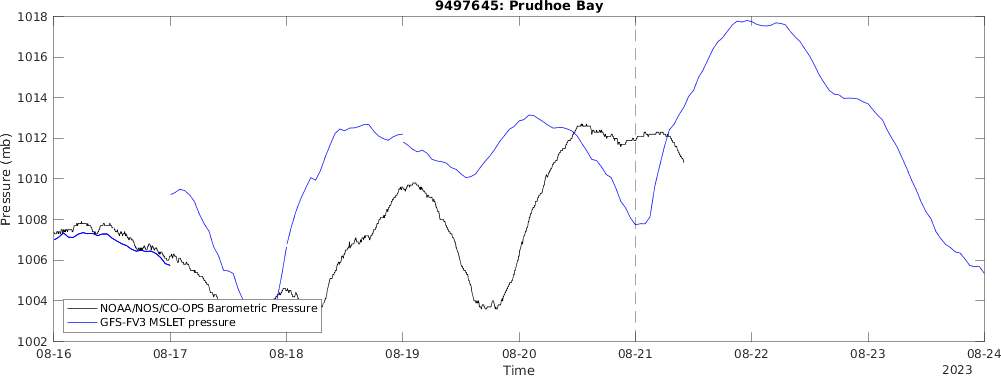 9497645: Prudhoe Bay
Pressure (mb)
1018
1016
1014
1012
1010
1008
1006
1004
1002
NOAA/NOS/CO-OPS Barometric Pressure
GFS-FV3 MSLET pressure
08-16 08-17 08-18 08-19 08-20 08-21 08-22 08-23 08-24
Time
2023